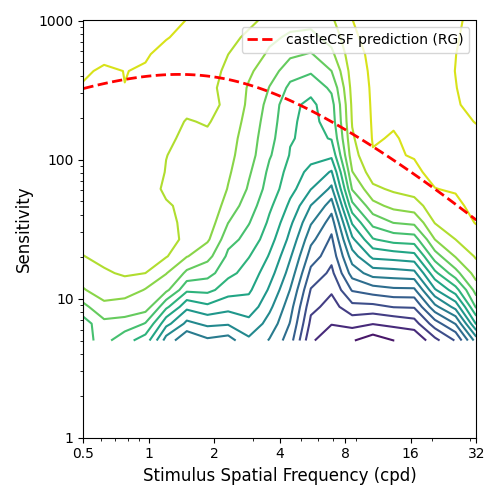 1000
castleCSF prediction (RG)
100
Sensitivity
10
1
0.5 1 2 4 8 16 32
Stimulus Spatial Frequency (cpd)